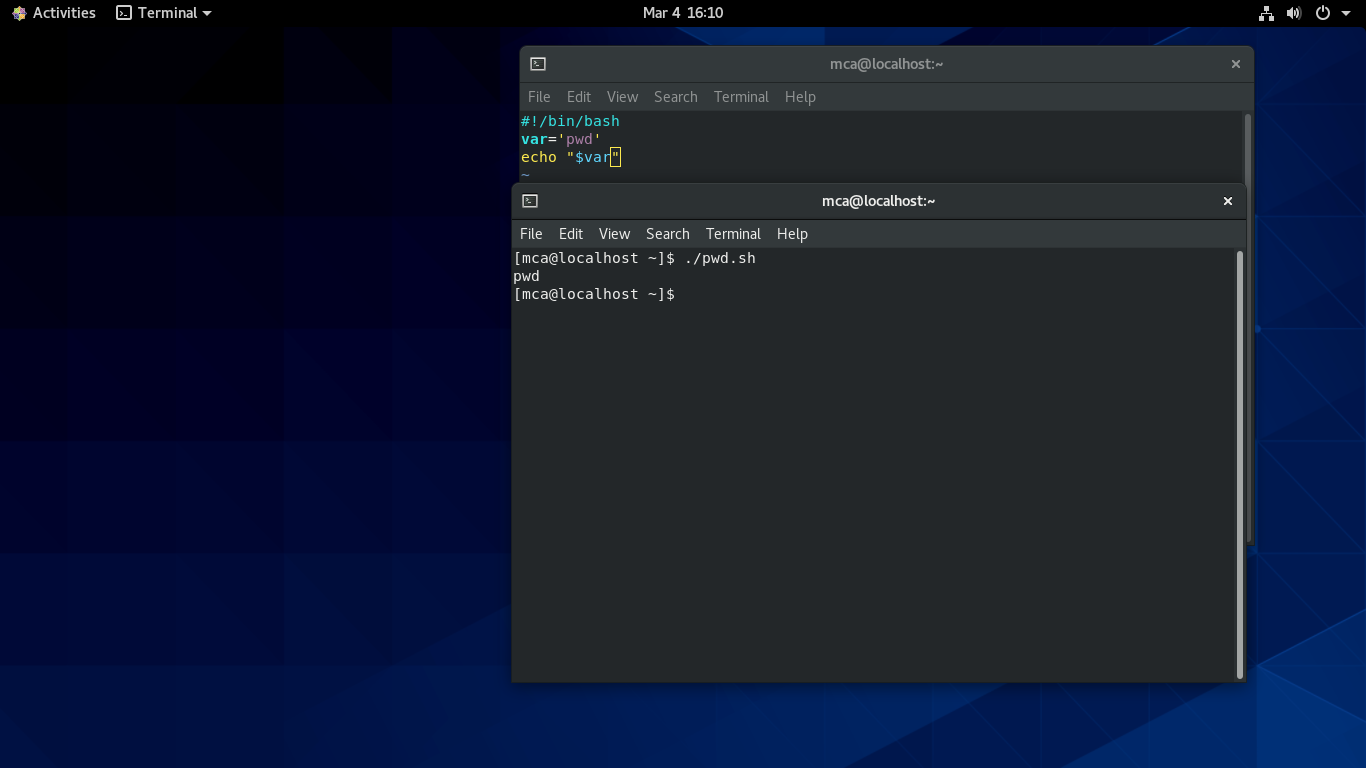 Activities Terminal Mar 4 16:10
mca@localhost:~
File Edit View Search Terminal Help
#!/bin/bash
var='pwd'
echo "$var"
~
mca@localhost:~
File Edit View Search Terminal Help
[mca@localhost ~]$ ./pwd.sh
pwd
[mca@localhost ~]$